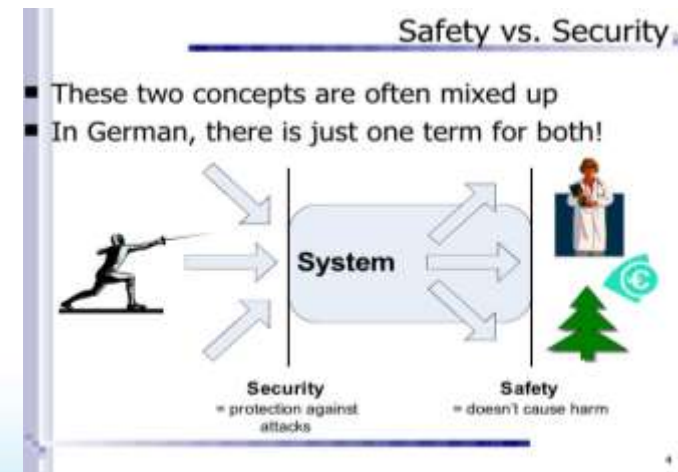 Safety vs. Security
■ These two concepts are often mixed up
■ In German, there is just one term for both!
System
€
Security
= protection against
attacks
Safety
= doesn't cause harm
4